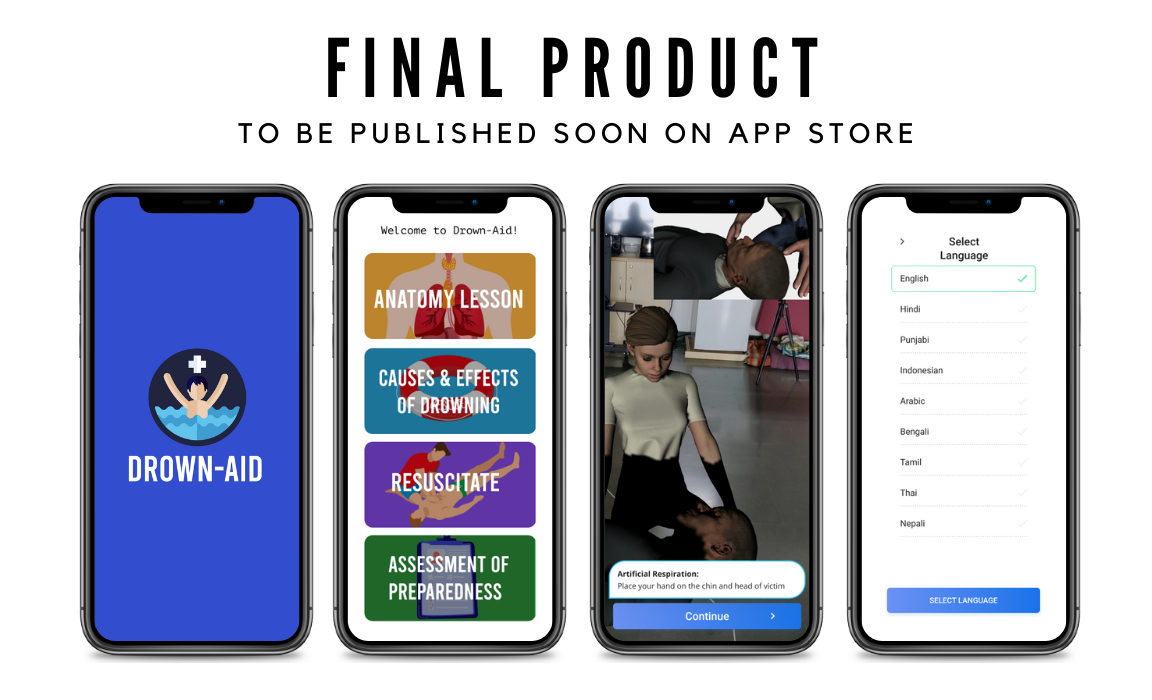 FINAL PRODUCT
TO BE PUBLISHED SOON ON APP STORE
DROWN-AID
Welcome to Drown-Aid!
ANATOMY LESSON
CAUSES & EFFECTS
OF DROWNING
RESUSCITATE
ASSESSMENT OF
PREPAREDNESS
Artificial Respiration:
Place your hand on the chin and head of victim
Continue
Select
Language
English
Hindi
Punjabi
Indonesian
Arabic
Bengali
Tamil
Thai
Nepali
SELECT LANGUAGE